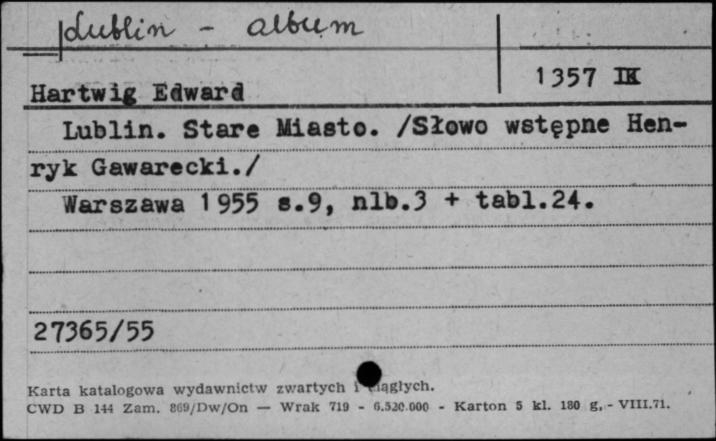 Lublin - album
1357 IK
Hartwig Edward
Lublin. Stare Miasto. /Słowo wstępne Hen-
ryk Gawarecki./
Warszawa 1955 s.9, nlb.3 + tabl.24.
27365/55
Karta katalogowa wydawnictw zwartych i ciągłych.
CWD B 144 Zam. 869/Dw/On — Wrak 719 - 6.520.000 - Karton 5 kl. 180 g. - VIII.71.